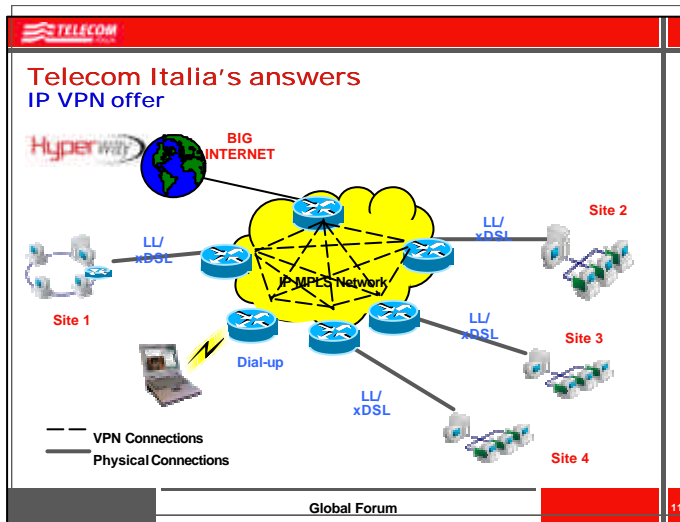 TELECOM
ITALIA
Telecom Italia's answers
IP VPN offer
Hyperway
BIG
INTERNET
LL/
xDSL
Site 2
LL/
xDSL
IP MPLS Network
Site 1
LL/
xDSL
Site 3
Dial-up
LL/
xDSL
VPN Connections
Physical Connections
Site 4
Global Forum
11